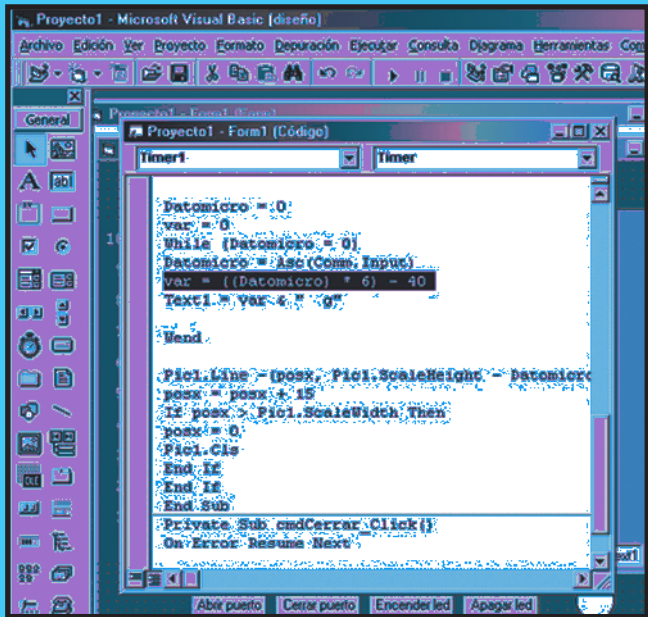 Proyecto1 - Microsoft Visual Basic [diseño]
Archivo Edición Ver Proyecto Formato Depuración Ejecutar Consulta Diagrama Herramientas
General
Proyecto1 - Form1 (Form)
Proyecto1 - Form1 (Código)
Timer1 Timer
Datomicro = 0
var = 0
While (Datomicro = 0)
Datomicro = Asc(Comm.Input)
var = ((Datomicro) * 6) - 40
Text1 = var & " g"
Wend
Pic1.Line -(posx, Pic1.ScaleHeight - Datomicro
posx = posx + 15
If posx > Pic1.ScaleWidth Then
posx = 0
Pic1.Cls
End If
End If
End Sub
Private Sub cmdCerrar_Click()
On Error Resume Next
OLE
Abrir puerto Cerrar puerto Encender led Apagar led